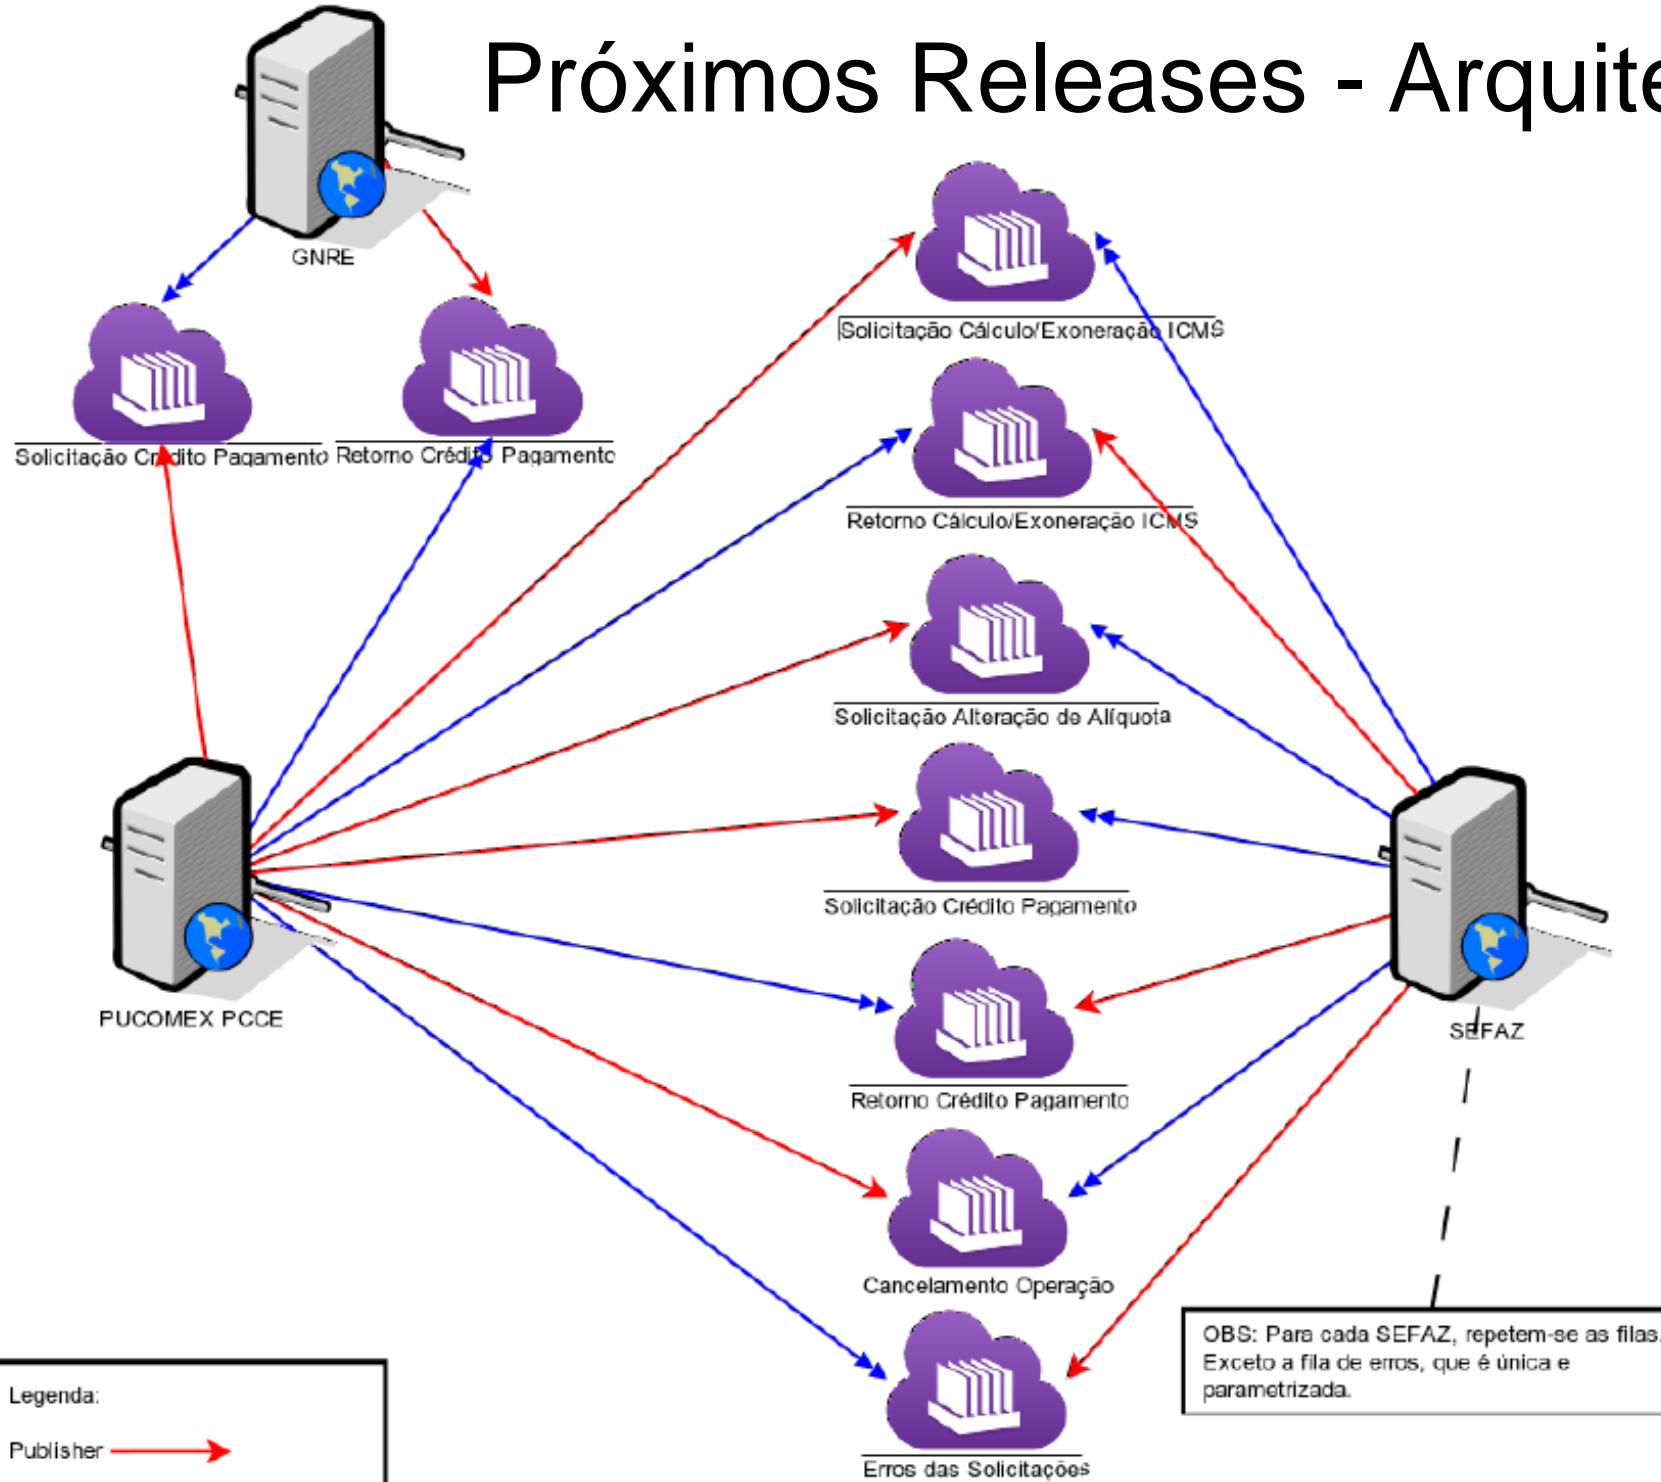 Próximos Releases - Arquite
GNRE
Solicitação Crédito Pagamento
Retorno Crédito Pagamento
Solicitação Cálculo/Exoneração ICMS
Retorno Cálculo/Exoneração ICMS
Solicitação Alteração de Alíquota
Solicitação Crédito Pagamento
PUCOMEX PCCE
SEFAZ
Retorno Crédito Pagamento
Cancelamento Operação
OBS: Para cada SEFAZ, repetem-se as filas.
Exceto a fila de erros, que é única e
parametrizada.
Legenda:
Publisher
Erros das Solicitações